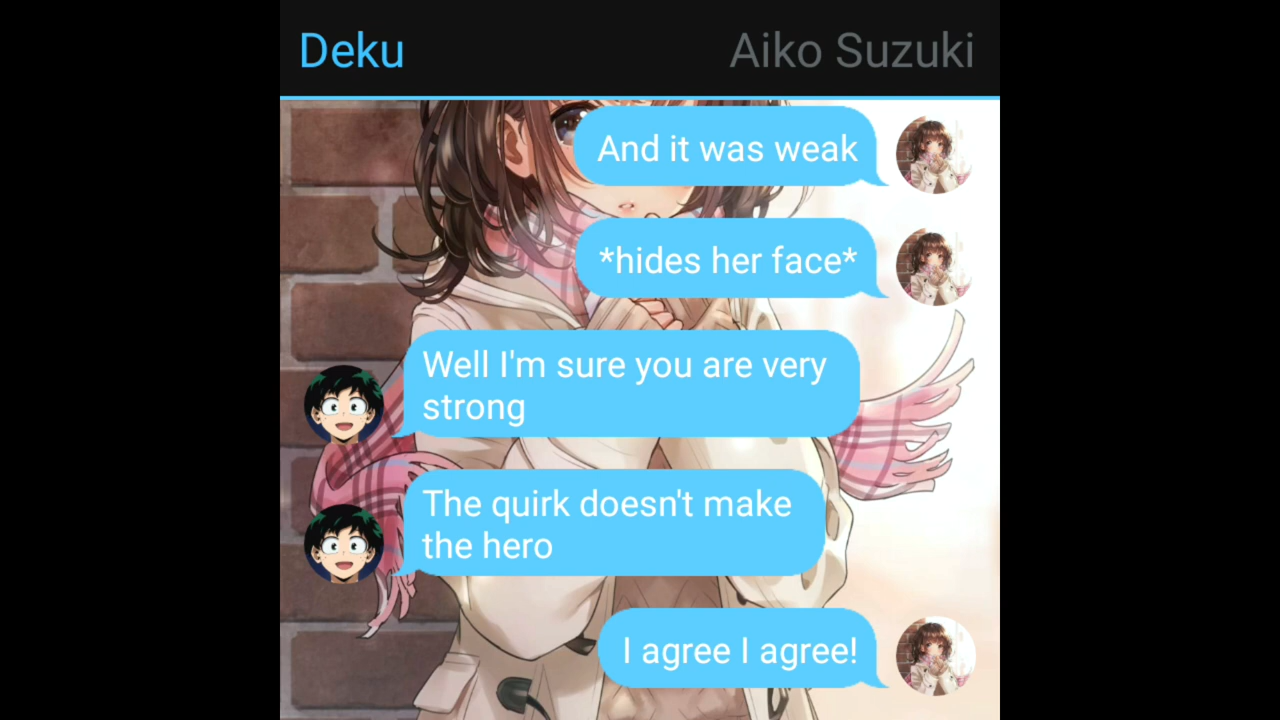 Deku
Aiko Suzuki
And it was weak
*hides her face*
Well I'm sure you are very
strong
The quirk doesn't make
the hero
I agree I agree!